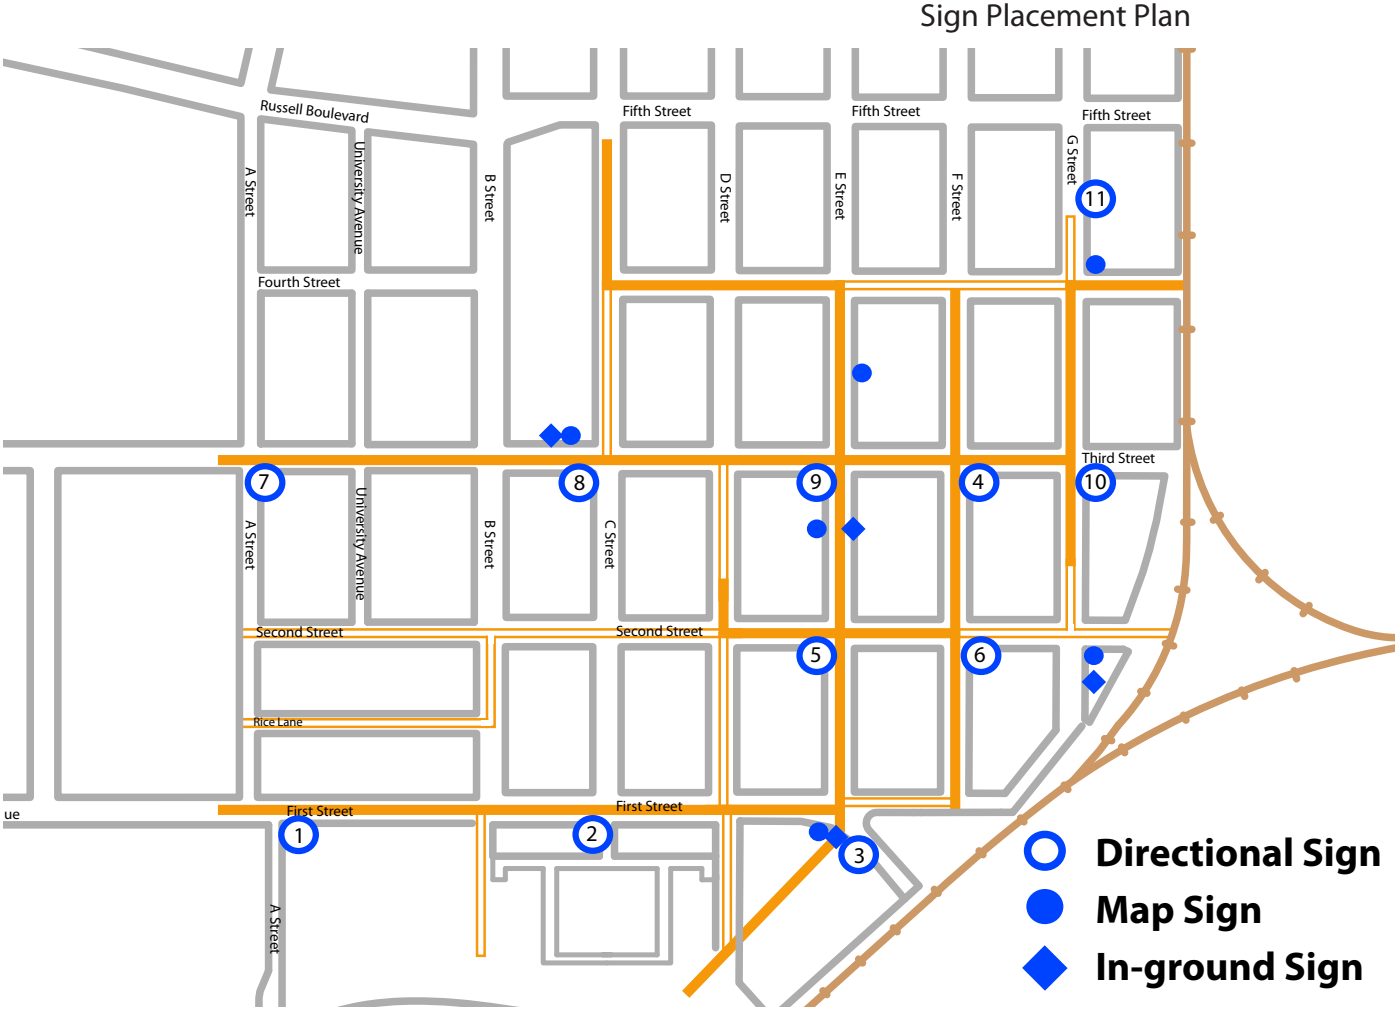 Sign Placement Plan
Russell Boulevard
Fifth Street
Fifth Street
Fifth Street
A Street
University Avenue
B Street
D Street
E Street
F Street
G Street
11
Fourth Street
Third Street
7
8
9
4
10
A Street
University Avenue
B Street
C Street
Second Street
Second Street
5
6
Rice Lane
ue
First Street
First Street
1
2
3
A Street
Directional Sign
Map Sign
In-ground Sign